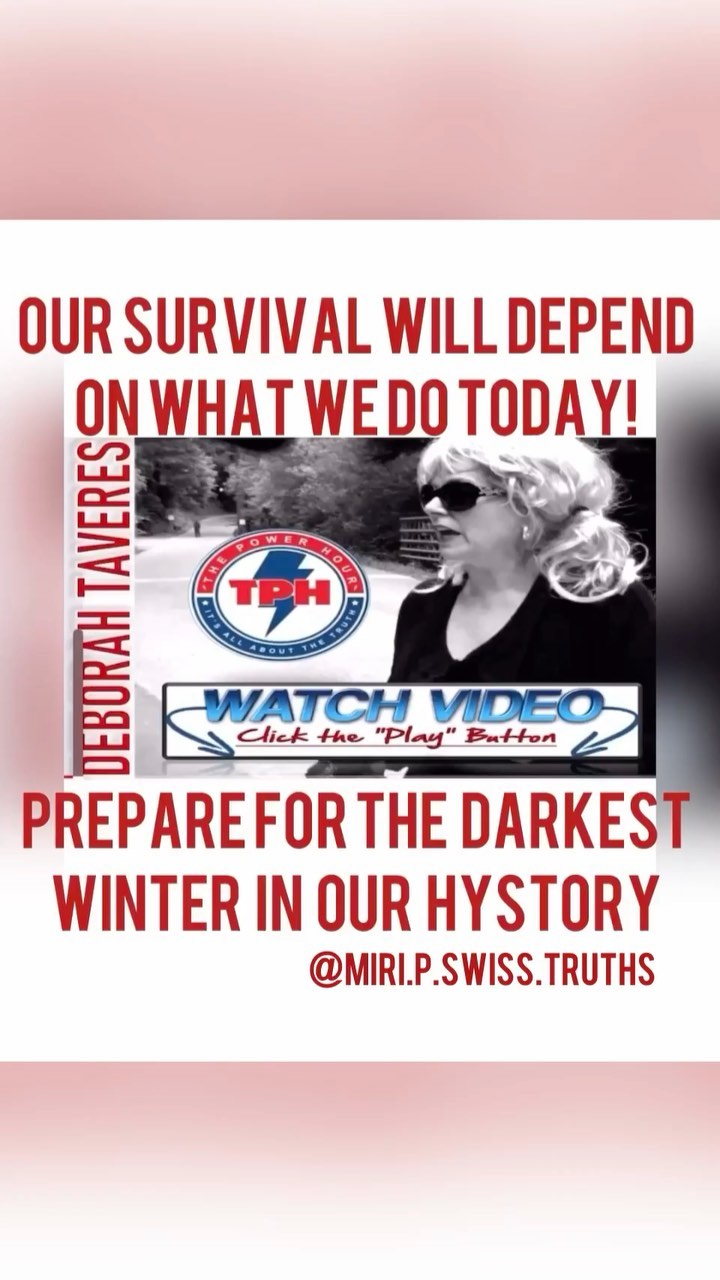 OUR SURVIVAL WILL DEPEND
ON WHAT WE DO TODAY!
DEBORAH TAVERES
THE POWER HOUR
TPH
IT'S ALL ABOUT THE TRUTH
WATCH VIDEO
Click the "Play" Button
PREPARE FOR THE DARKEST
WINTER IN OUR HYSTORY
@MIRI.P.SWISS.TRUTHS